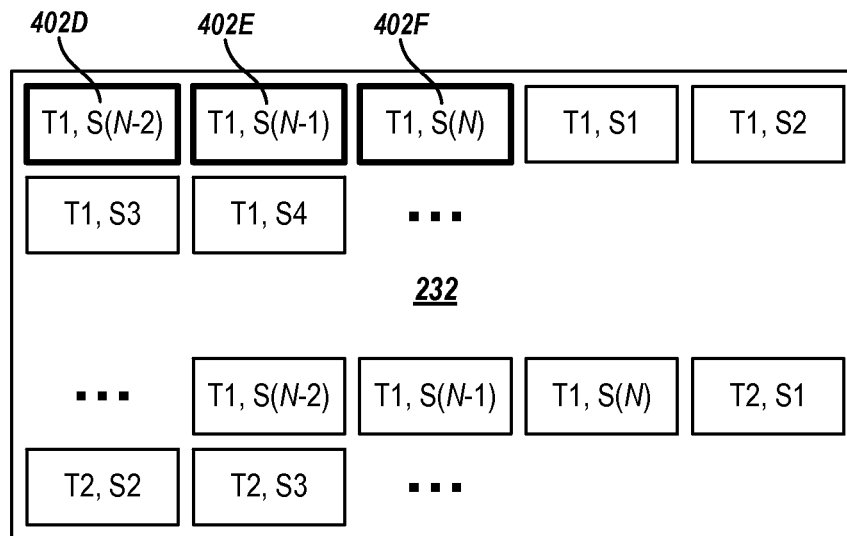 402D 402E 402F
T1, S(N-2) T1, S(N-1) T1, S(N) T1, S1 T1, S2
T1, S3 T1, S4 ...
232
... T1, S(N-2) T1, S(N-1) T1, S(N) T2, S1
T2, S2 T2, S3 ...